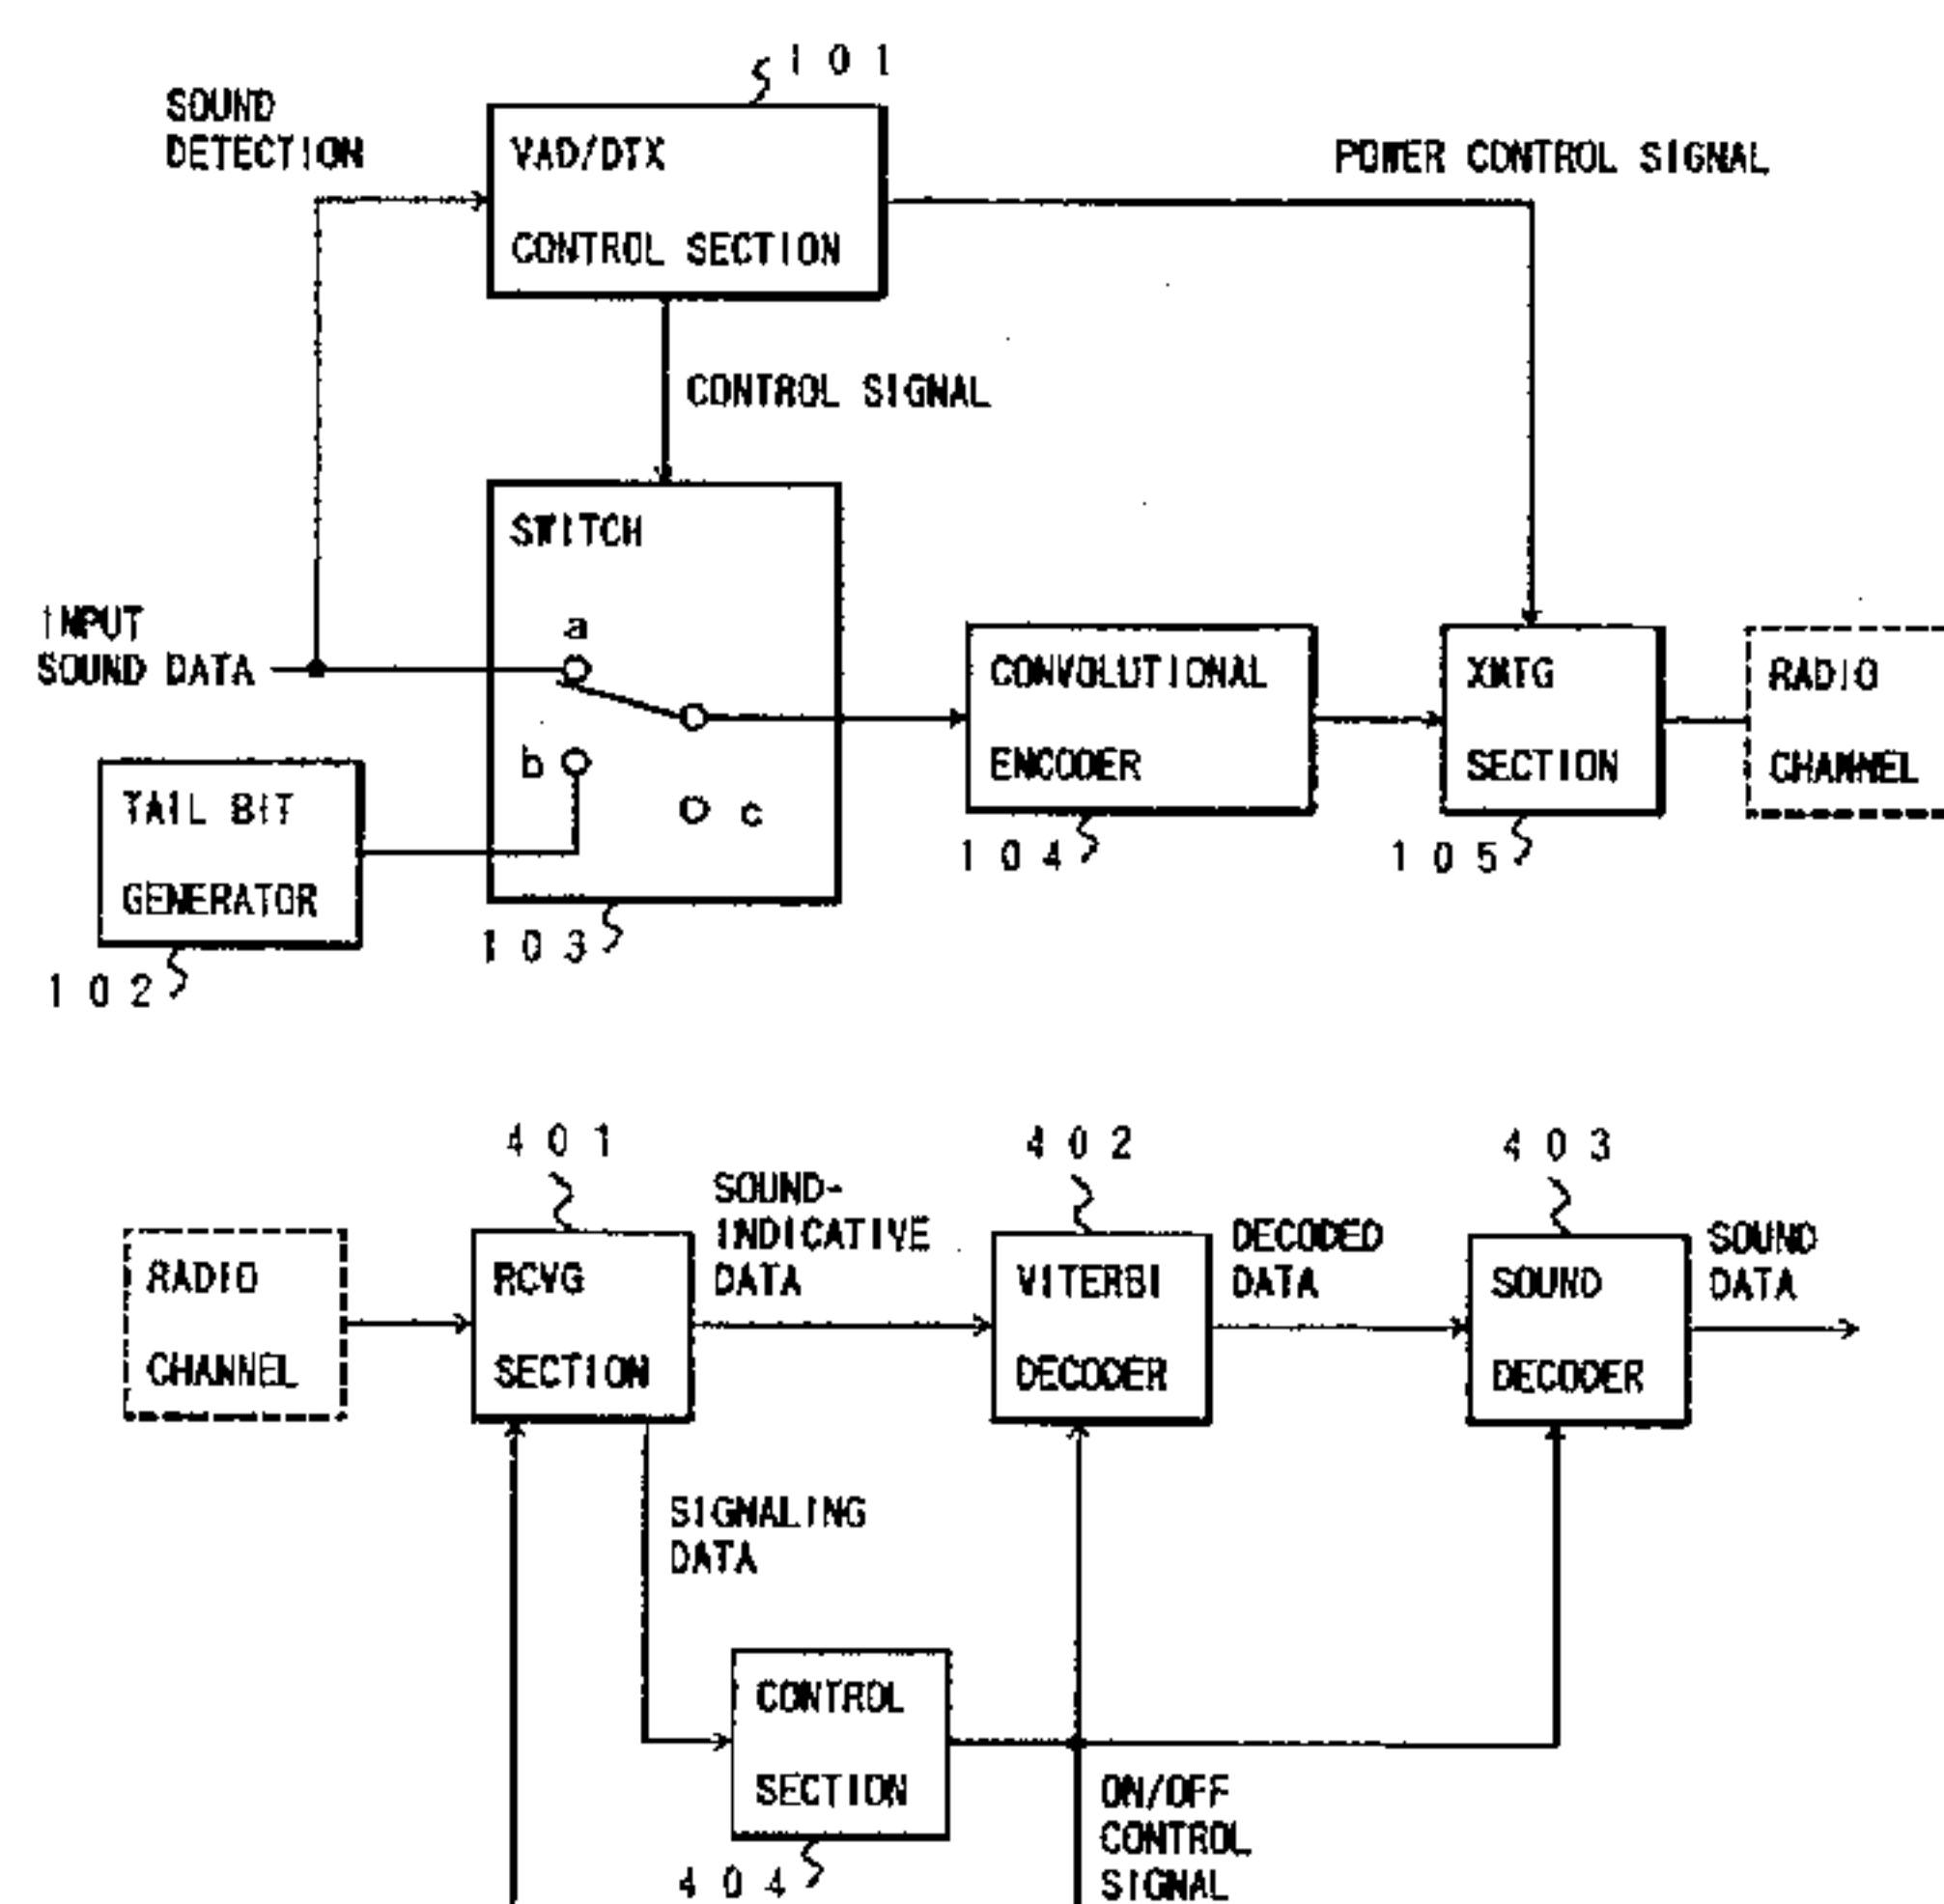 101
SOUND
DETECTION
VAD/DTX
CONTROL SECTION
POWER CONTROL SIGNAL
CONTROL SIGNAL
SWITCH
a
INPUT
SOUND DATA
b
c
CONVOLUTIONAL
ENCODER
XMTG
SECTION
RADIO
CHANNEL
TAIL BIT
GENERATOR
104
105
103
102
401
402
403
SOUND-
INDICATIVE
DATA
DECODED
DATA
SOUND
DATA
RADIO
CHANNEL
RCVG
SECTION
VITERBI
DECODER
SOUND
DECODER
SIGNALING
DATA
CONTROL
SECTION
ON/OFF
CONTROL
SIGNAL
404